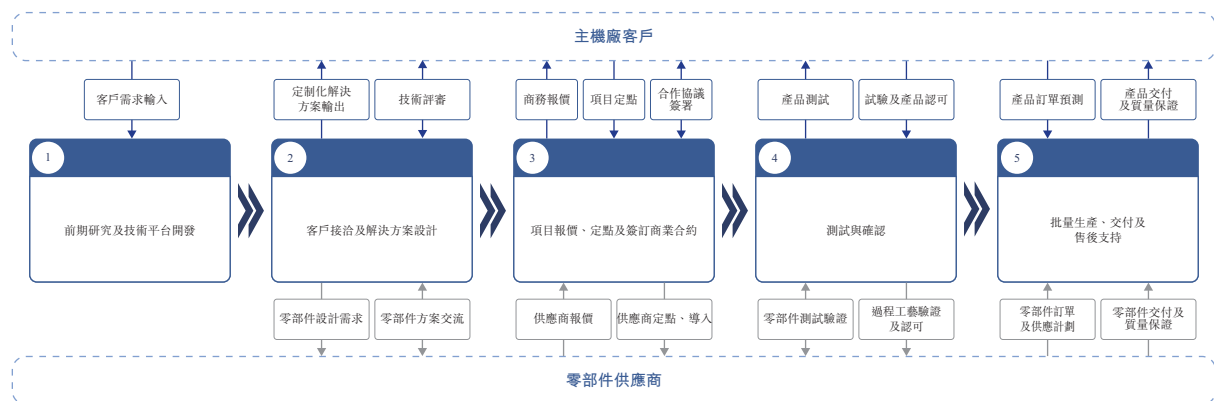 主機廠客戶
客戶需求輸入
定制化解決
方案輸出
技術評審
商務報價
項目定點
合作協議
簽署
產品測試
試驗及產品認可
產品訂單預測
產品交付
及質量保證
1
2
3
4
5
前期研究及技術平台開發
客戶接洽及解決方案設計
項目報價、定點及簽訂商業合約
測試與確認
批量生產、交付及
售後支持
零部件設計需求
零部件方案交流
供應商報價
供應商定點、導入
零部件測試驗證
過程工藝驗證
及認可
零部件訂單
及供應計劃
零部件交付及
質量保證
零部件供應商